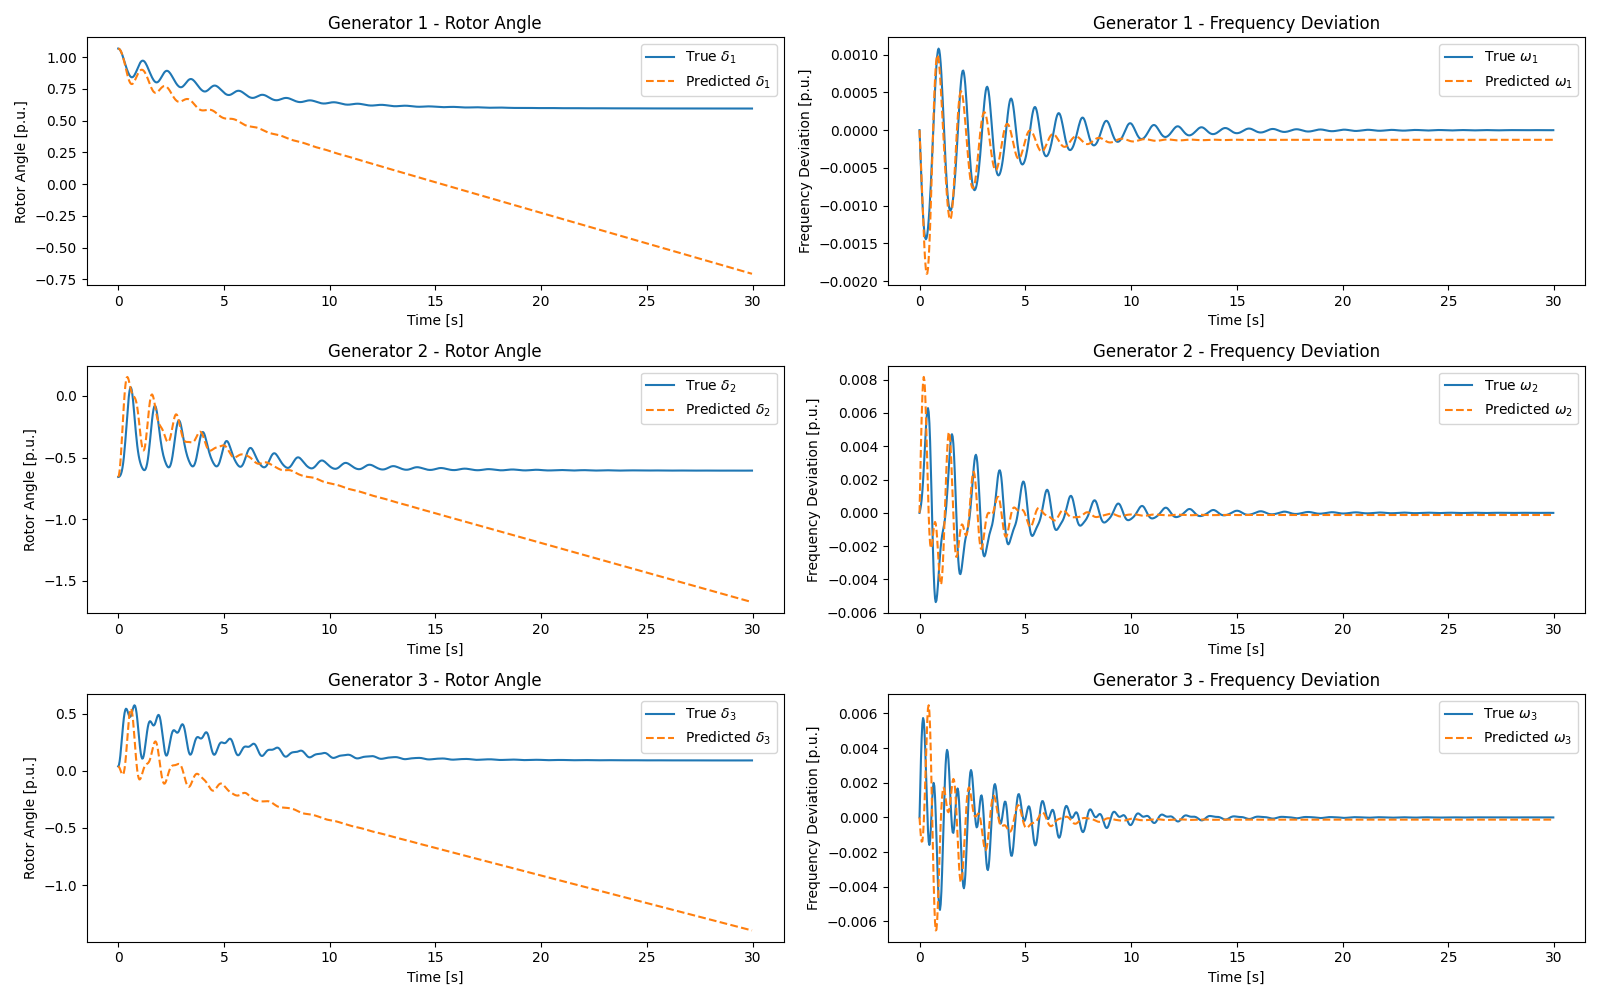 Generator 1 - Rotor Angle
Rotor Angle [p.u.]
1.00
0.75
0.50
0.25
0.00
−0.25
−0.50
−0.75
True δ₁
Predicted δ₁
0 5 10 15 20 25 30
Time [s]
Generator 1 - Frequency Deviation
Frequency Deviation [p.u.]
0.0010
0.0005
0.0000
−0.0005
−0.0010
−0.0015
−0.0020
True ω₁
Predicted ω₁
0 5 10 15 20 25 30
Time [s]
Generator 2 - Rotor Angle
Rotor Angle [p.u.]
0.0
−0.5
−1.0
−1.5
True δ₂
Predicted δ₂
0 5 10 15 20 25 30
Time [s]
Generator 2 - Frequency Deviation
Frequency Deviation [p.u.]
0.008
0.006
0.004
0.002
0.000
−0.002
−0.004
−0.006
True ω₂
Predicted ω₂
0 5 10 15 20 25 30
Time [s]
Generator 3 - Rotor Angle
Rotor Angle [p.u.]
0.5
0.0
−0.5
−1.0
True δ₃
Predicted δ₃
0 5 10 15 20 25 30
Time [s]
Generator 3 - Frequency Deviation
Frequency Deviation [p.u.]
0.006
0.004
0.002
0.000
−0.002
−0.004
−0.006
True ω₃
Predicted ω₃
0 5 10 15 20 25 30
Time [s]